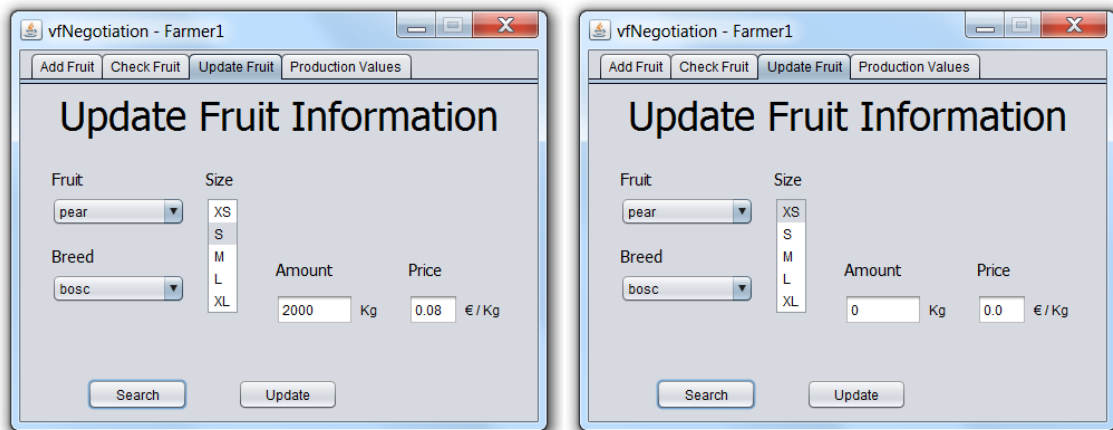 vfNegotiation - Farmer1
Add Fruit Check Fruit Update Fruit Production Values
Update Fruit Information
Fruit Size
pear XS
S
Breed M
bosc L
XL
Amount Price
2000 Kg 0.08 €/Kg
Search Update
vfNegotiation - Farmer1
Add Fruit Check Fruit Update Fruit Production Values
Update Fruit Information
Fruit Size
pear XS
S
Breed M
bosc L
XL
Amount Price
0 Kg 0.0 €/Kg
Search Update